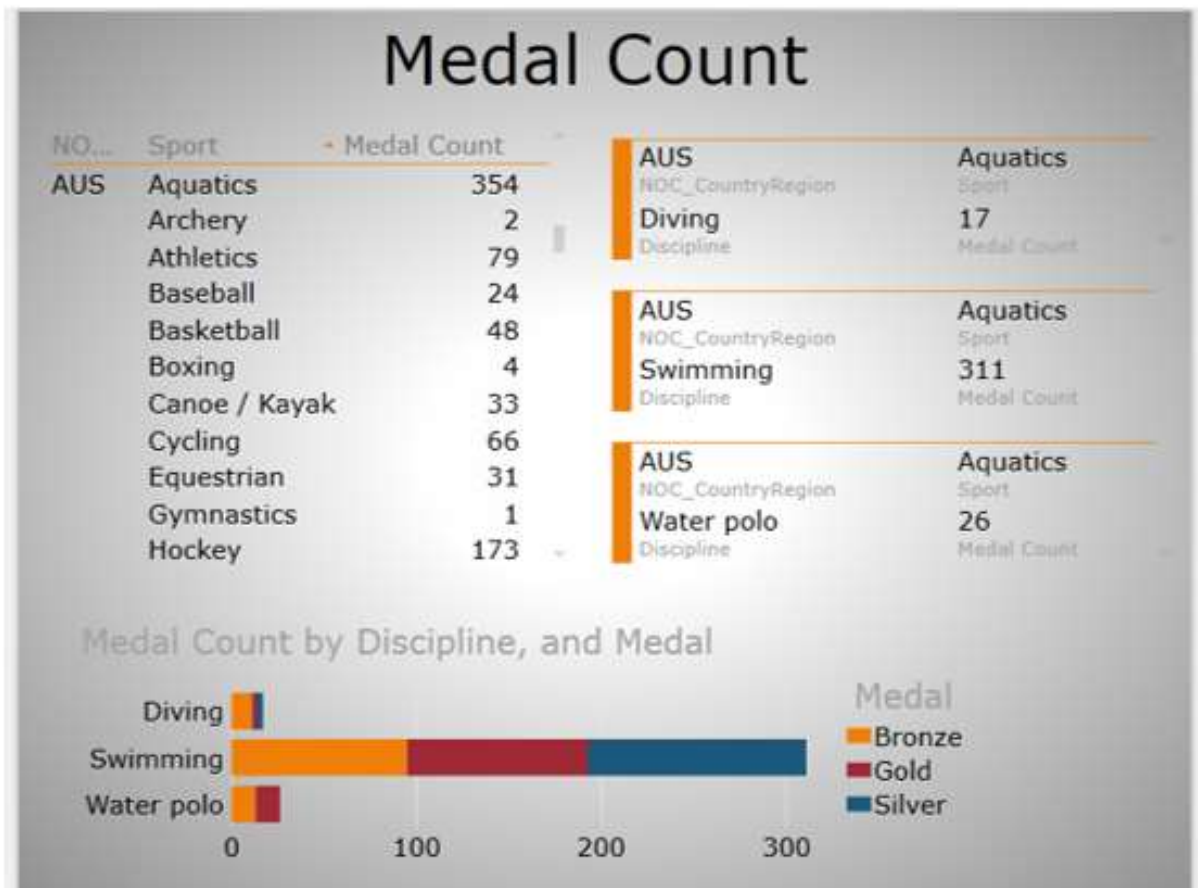 Medal Count
NO... Sport Medal Count
AUS Aquatics 354
Archery 2
Athletics 79
Baseball 24
Basketball 48
Boxing 4
Canoe / Kayak 33
Cycling 66
Equestrian 31
Gymnastics 1
Hockey 173
AUS Aquatics
NOC_CountryRegion Sport
Diving 17
Discipline Medal Count
AUS Aquatics
NOC_CountryRegion Sport
Swimming 311
Discipline Medal Count
AUS Aquatics
NOC_CountryRegion Sport
Water polo 26
Discipline Medal Count
Medal Count by Discipline, and Medal
Diving
Swimming
Water polo
0 100 200 300
Medal
Bronze
Gold
Silver